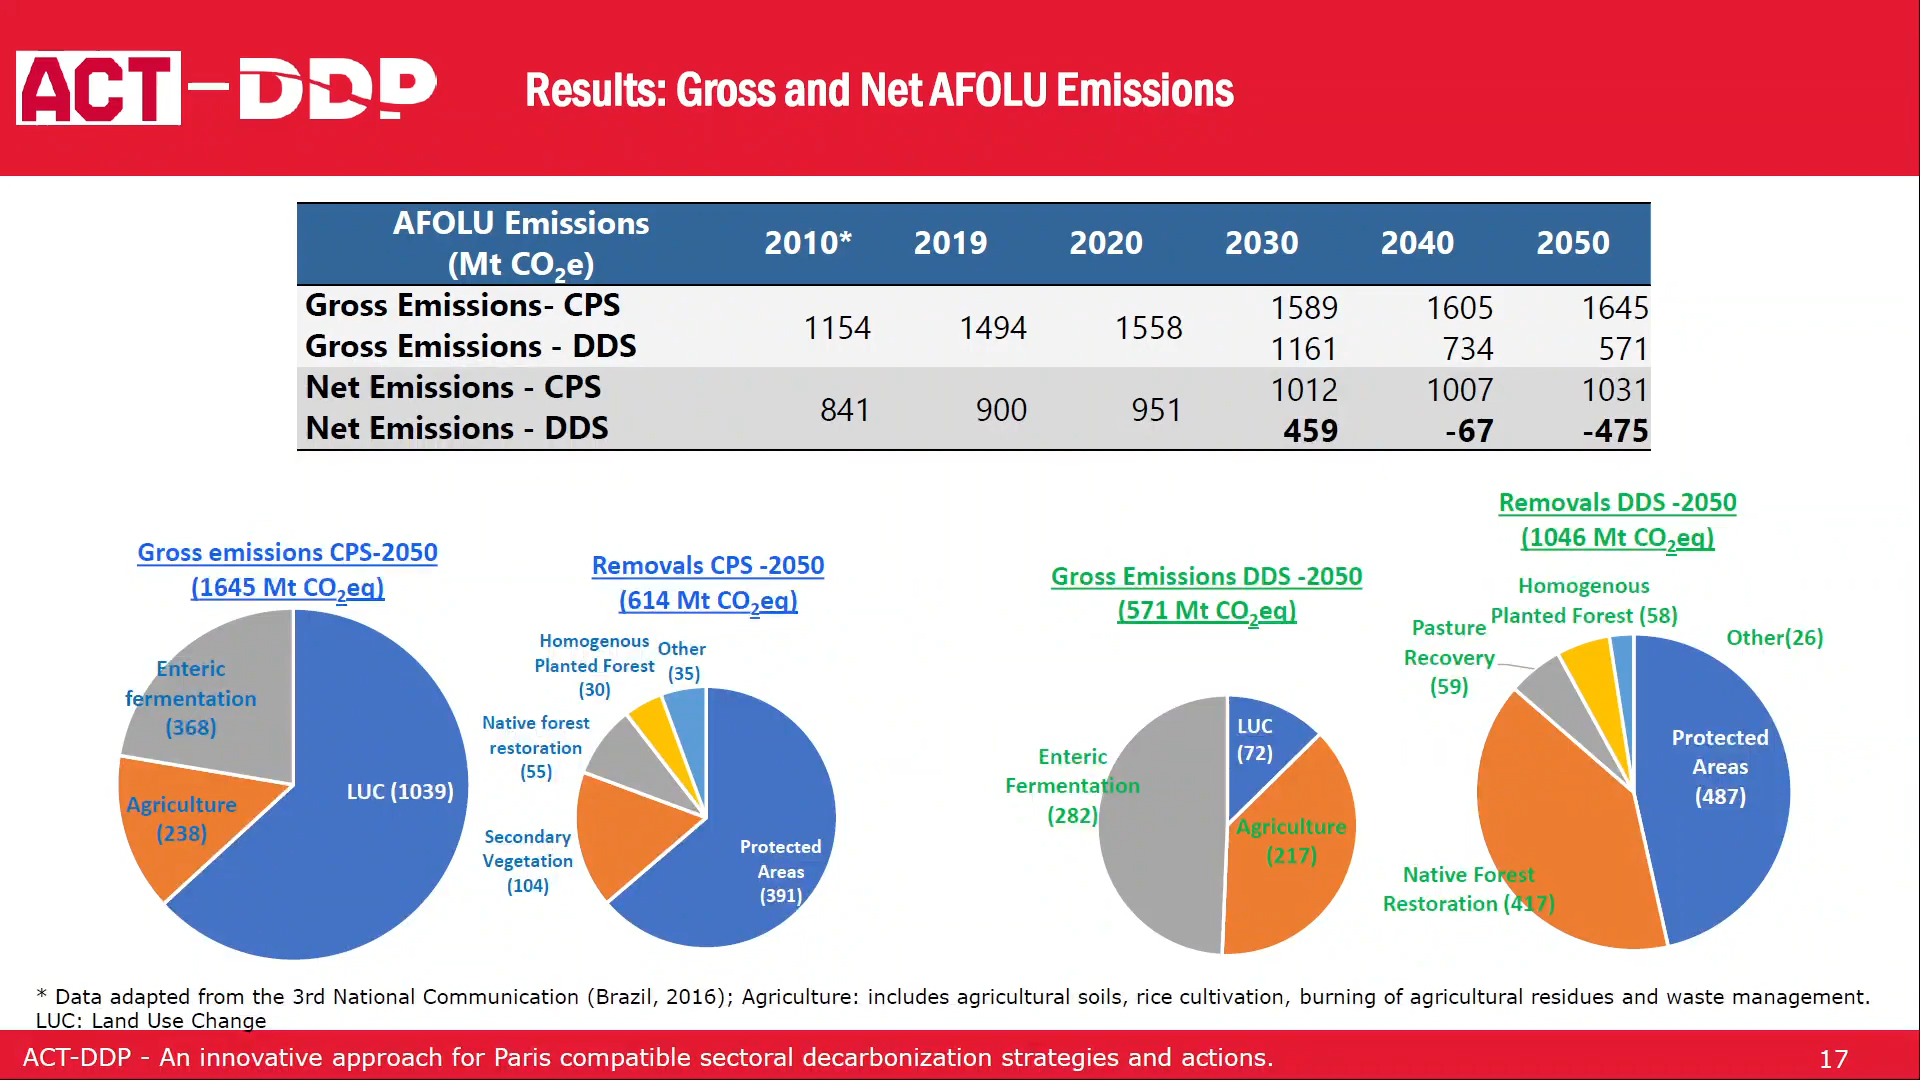 ACT-DDP
Results: Gross and Net AFOLU Emissions
AFOLU Emissions
(Mt CO₂e)
2010* 2019 2020 2030 2040 2050
Gross Emissions- CPS 1589 1605 1645
1154 1494 1558
Gross Emissions - DDS 1161 734 571
Net Emissions - CPS 1012 1007 1031
841 900 951
Net Emissions - DDS 459 -67 -475
Gross emissions CPS-2050
(1645 Mt CO₂eq)
Enteric
fermentation
(368)
Agriculture
(238)
LUC (1039)
Removals CPS -2050
(614 Mt CO₂eq)
Homogenous
Planted Forest
(30)
Other
(35)
Native forest
restoration
(55)
Secondary
Vegetation
(104)
Protected
Areas
(391)
Gross Emissions DDS -2050
(571 Mt CO₂eq)
LUC
(72)
Enteric
Fermentation
(282)
Agriculture
(217)
Removals DDS -2050
(1046 Mt CO₂eq)
Homogenous
Planted Forest (58)
Pasture
Recovery
(59)
Other(26)
Protected
Areas
(487)
Native Forest
Restoration (417)
* Data adapted from the 3rd National Communication (Brazil, 2016); Agriculture: includes agricultural soils, rice cultivation, burning of agricultural residues and waste management.
LUC: Land Use Change
ACT-DDP - An innovative approach for Paris compatible sectoral decarbonization strategies and actions.
17